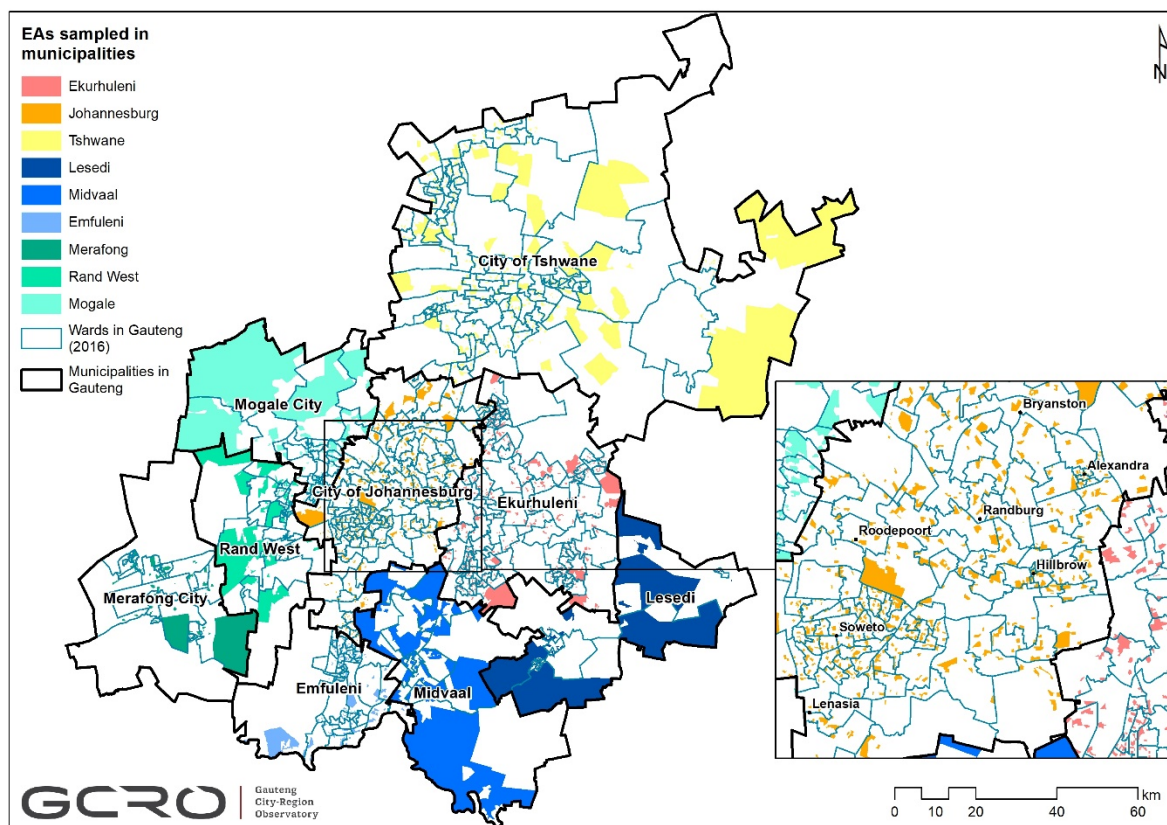 EAs sampled in
municipalities
Ekurhuleni
Johannesburg
Tshwane
Lesedi
Midvaal
Emfuleni
Merafong
Rand West
Mogale
Wards in Gauteng
(2016)
Municipalities in
Gauteng
N
City of Tshwane
Mogale City
City of Johannesburg
Ekurhuleni
Rand West
Merafong City
Lesedi
Emfuleni
Midvaal
Bryanston
Alexandra
Randburg
Roodepoort
Hillbrow
Soweto
Lenasia
GCRO
Gauteng
City-Region
Observatory
km
0 10 20 40 60